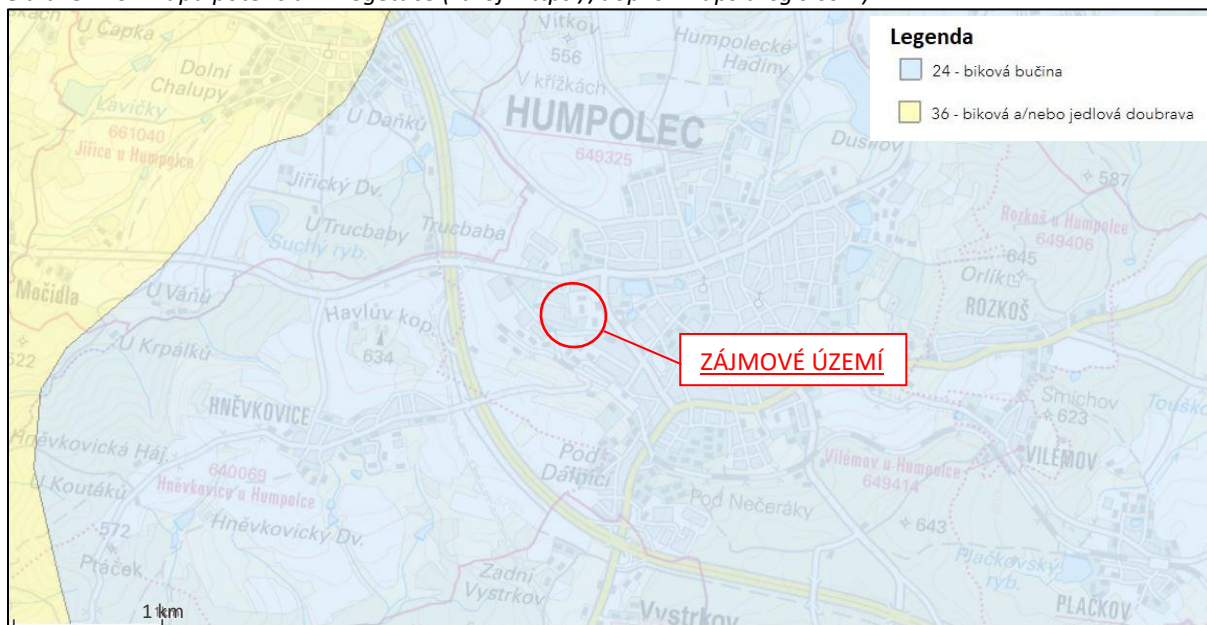 U Čapka
Dolní
Chalupy
Lavičky
661040
Jiřice u Humpolce
U Daňků
Jiřický Dv.
U Trucbaby
Trucbaba
Suchý ryb.
Vítkov
556
V křížkách
Humpolecké
Hadiny
HUMPOLEC
649325
Dusilov
587
Rozkoš u Humpolce
649406
645
Orlík
ROZKOŠ
Legenda
24 - biková bučina
36 - biková a/nebo jedlová doubrava
Močidla
U Váňů
522
U Krpálků
Havlův kop.
634
ZÁJMOVÉ ÚZEMÍ
HNĚVKOVICE
Hněvkovická Háj.
640069
Hněvkovice u Humpolce
U Koutáků
Hněvkovický Dv.
572
Ptáček
Pod
Dálnicí
Pod Nečeráky
Zadní
Vystrkov
Vystrkov
Smichov
623
VILÉMOV
Vilémov u Humpolce
649414
643
Plačkovský
ryb.
PLAČKOV
1 km